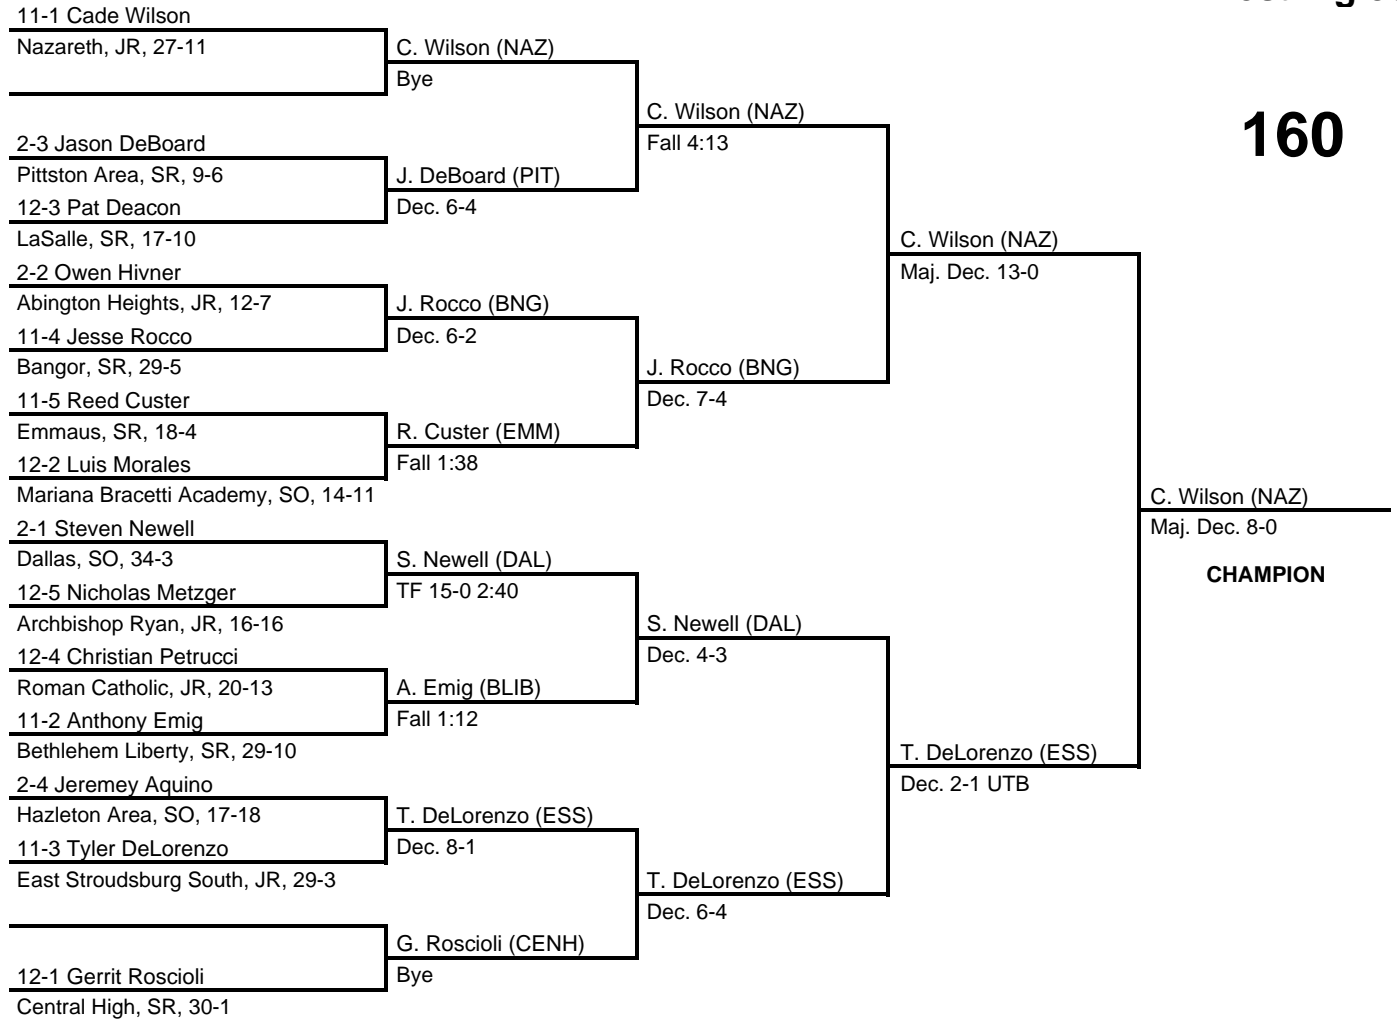 11-1 Cade Wilson
Nazareth, JR, 27-11
C. Wilson (NAZ)
Bye
C. Wilson (NAZ)
Fall 4:13
160
2-3 Jason DeBoard
Pittston Area, SR, 9-6
12-3 Pat Deacon
LaSalle, SR, 17-10
J. DeBoard (PIT)
Dec. 6-4
C. Wilson (NAZ)
Maj. Dec. 13-0
2-2 Owen Hivner
Abington Heights, JR, 12-7
11-4 Jesse Rocco
Bangor, SR, 29-5
J. Rocco (BNG)
Dec. 6-2
J. Rocco (BNG)
Dec. 7-4
11-5 Reed Custer
Emmaus, SR, 18-4
12-2 Luis Morales
Mariana Bracetti Academy, SO, 14-11
R. Custer (EMM)
Fall 1:38
C. Wilson (NAZ)
Maj. Dec. 8-0
CHAMPION
2-1 Steven Newell
Dallas, SO, 34-3
12-5 Nicholas Metzger
Archbishop Ryan, JR, 16-16
S. Newell (DAL)
TF 15-0 2:40
S. Newell (DAL)
Dec. 4-3
12-4 Christian Petrucci
Roman Catholic, JR, 20-13
11-2 Anthony Emig
Bethlehem Liberty, SR, 29-10
A. Emig (BLIB)
Fall 1:12
T. DeLorenzo (ESS)
Dec. 2-1 UTB
2-4 Jeremey Aquino
Hazleton Area, SO, 17-18
11-3 Tyler DeLorenzo
East Stroudsburg South, JR, 29-3
T. DeLorenzo (ESS)
Dec. 8-1
T. DeLorenzo (ESS)
Dec. 6-4
G. Roscioli (CENH)
Bye
12-1 Gerrit Roscioli
Central High, SR, 30-1